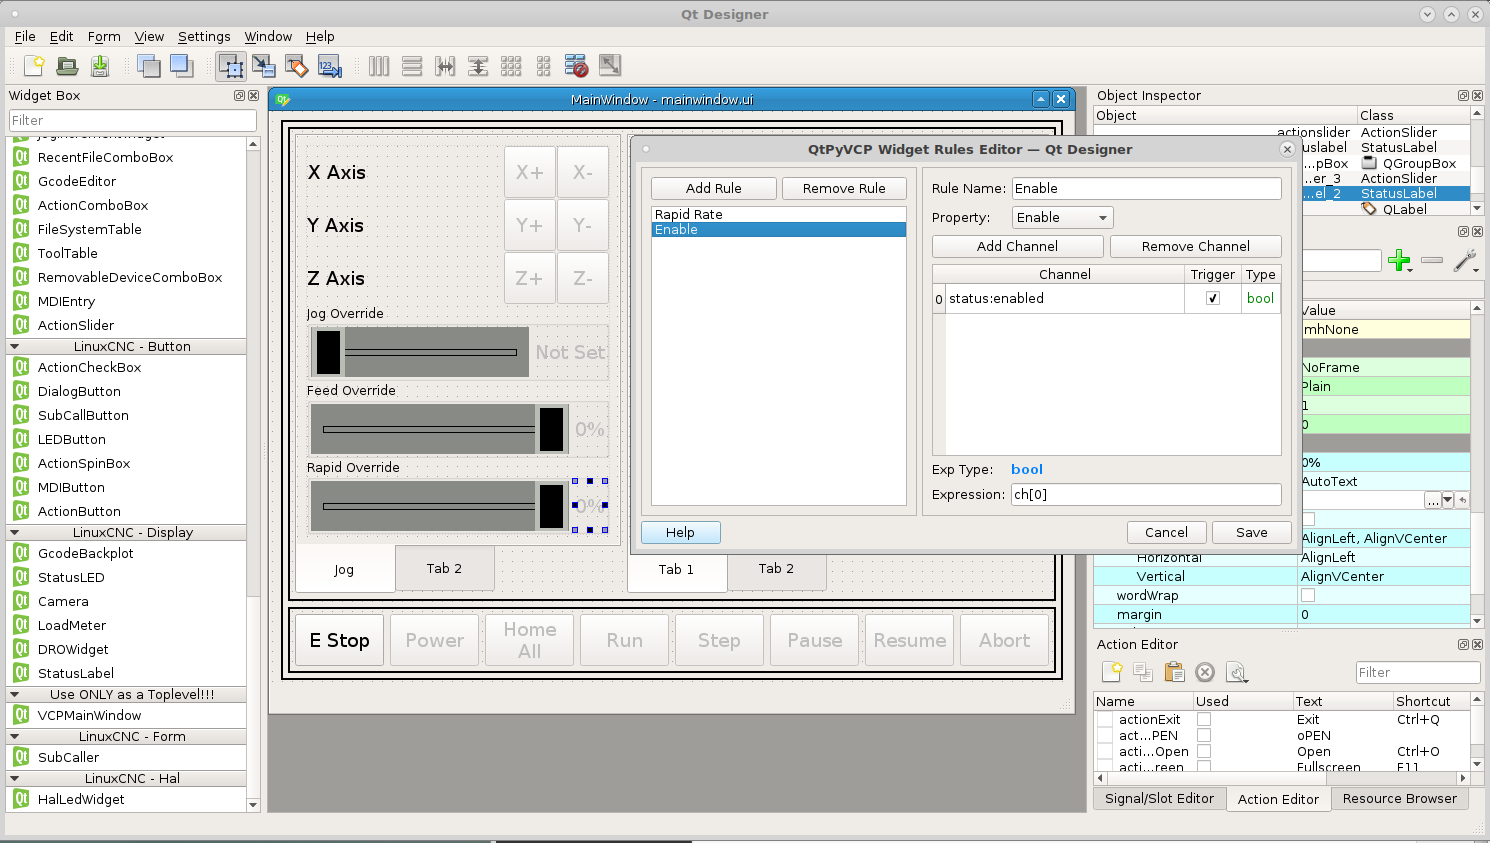 Qt Designer
File Edit Form View Settings Window Help
Widget Box
Filter
RecentFileComboBox
GcodeEditor
ActionComboBox
FileSystemTable
ToolTable
RemovableDeviceComboBox
MDIEntry
ActionSlider
LinuxCNC - Button
ActionCheckBox
DialogButton
SubCallButton
LEDButton
ActionSpinBox
MDIButton
ActionButton
LinuxCNC - Display
GcodeBackplot
StatusLED
Camera
LoadMeter
DROWidget
StatusLabel
Use ONLY as a Toplevel!!!
VCPMainWindow
LinuxCNC - Form
SubCaller
LinuxCNC - Hal
HalLedWidget
MainWindow - mainwindow.ui
X Axis X+ X-
Y Axis Y+ Y-
Z Axis Z+ Z-
Jog Override
Not Set
Feed Override
0%
Rapid Override
0%
Jog Tab 2
Tab 1 Tab 2
E Stop Power Home All Run Step Pause Resume Abort
QtPyVCP Widget Rules Editor — Qt Designer
Add Rule Remove Rule
Rapid Rate
Enable
Rule Name: Enable
Property: Enable
Add Channel Remove Channel
Channel Trigger Type
0 status:enabled bool
Exp Type: bool
Expression: ch[0]
Help Cancel Save
Object Inspector
Object Class
actionslider ActionSlider
uslabel StatusLabel
...pBox QGroupBox
...er_3 ActionSlider
...el_2 StatusLabel
QLabel
Value
mhNone
NoFrame
Plain
1
0
0%
AutoText
...
AlignLeft, AlignVCenter
Horizontal AlignLeft
Vertical AlignVCenter
wordWrap
margin 0
Action Editor
Filter
Name Used Text Shortcut
actionExit Exit Ctrl+Q
act...PEN oPEN
acti...Open Open Ctrl+O
acti...reen Fullscreen F11
Signal/Slot Editor Action Editor Resource Browser